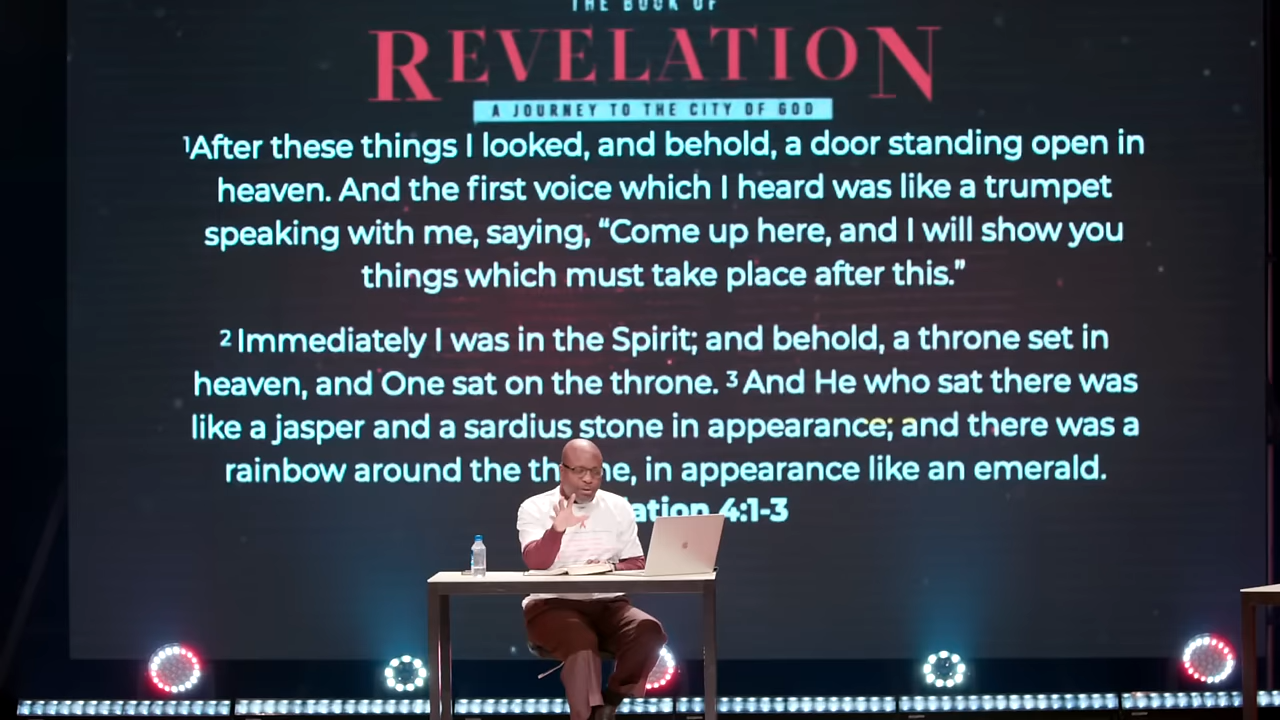 THE BOOK OF
REVELATION
A JOURNEY TO THE CITY OF GOD
¹After these things I looked, and behold, a door standing open in
heaven. And the first voice which I heard was like a trumpet
speaking with me, saying, “Come up here, and I will show you
things which must take place after this.”
² Immediately I was in the Spirit; and behold, a throne set in
heaven, and One sat on the throne. ³ And He who sat there was
like a jasper and a sardius stone in appearance; and there was a
rainbow around the in appearance like an emerald.
4:1-3